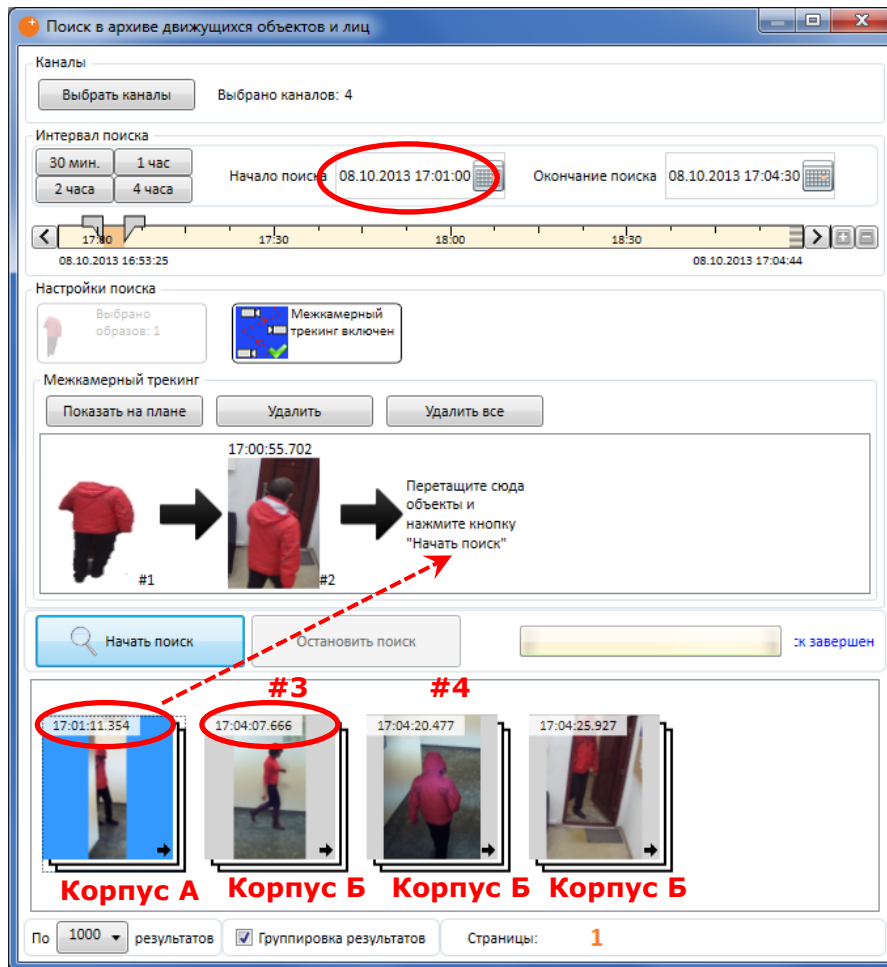 Поиск в архиве движущихся объектов и лиц
Каналы
Выбрать каналы
Выбрано каналов: 4
Интервал поиска
30 мин.
1 час
2 часа
4 часа
Начало поиска
08.10.2013 17:01:00
Окончание поиска
08.10.2013 17:04:30
17:00
17:30
18:00
18:30
08.10.2013 16:53:25
08.10.2013 17:04:44
Настройки поиска
Выбрано
образов: 1
Межкамерный
трекинг включен
Межкамерный трекинг
Показать на плане
Удалить
Удалить все
17:00:55.702
Перетащите сюда
объекты и
нажмите кнопку
"Начать поиск"
#1
#2
Начать поиск
Остановить поиск
завершен
#3
#4
17:01:11.354
17:04:07.666
17:04:20.477
17:04:25.927
Корпус А
Корпус Б
Корпус Б
Корпус Б
По
1000
результатов
Группировка результатов
Страницы:
1